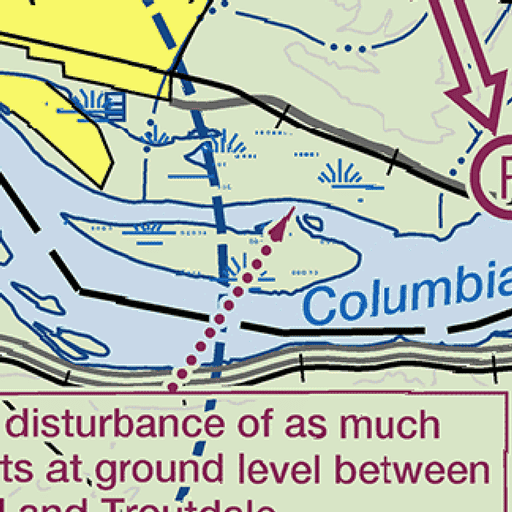 Columbia
disturbance of as much
ts at ground level between